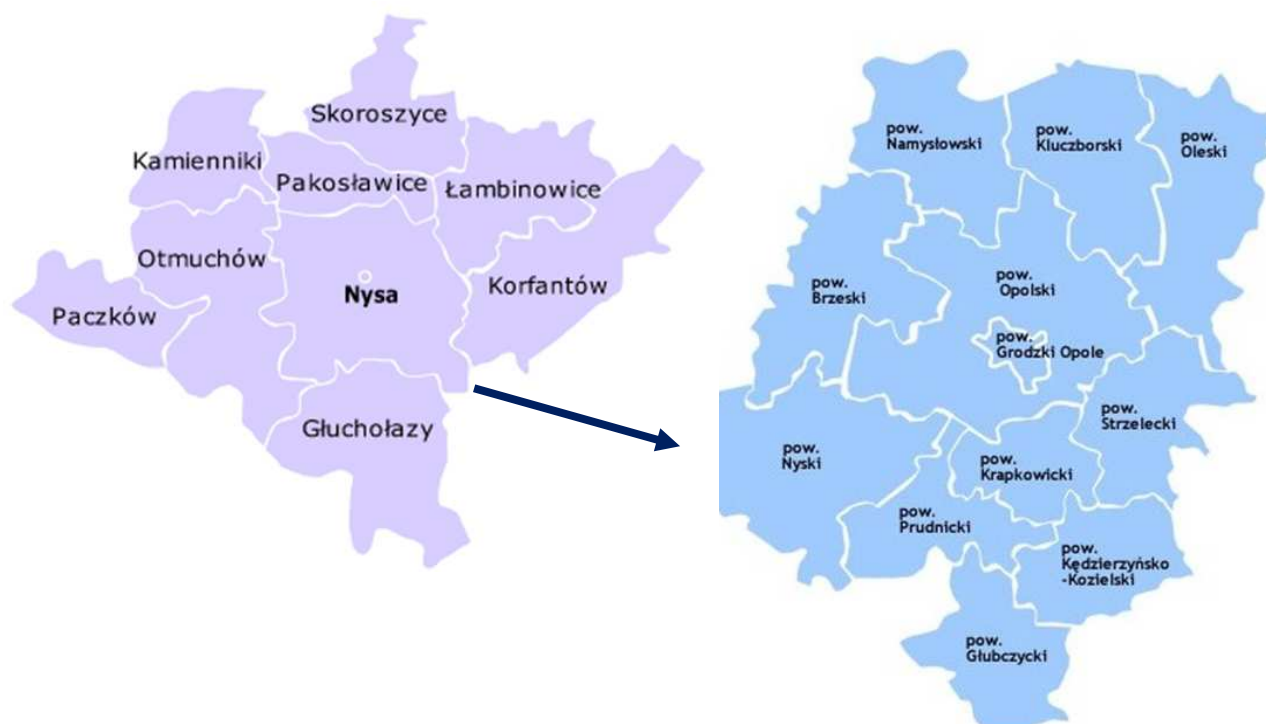 Skoroszyce
Kamienniki
Pakosławice
Łambinowice
Otmuchów
Nysa
Korfantów
Paczków
Głuchołazy
pow.
Namysłowski
pow.
Kluczborski
pow.
Oleski
pow.
Brzeski
pow.
Opolski
pow.
Grodzki Opole
pow.
Strzelecki
pow.
Nyski
pow.
Krapkowicki
pow.
Prudnicki
pow.
Kędzierzyńsko
-Kozielski
pow.
Głubczycki